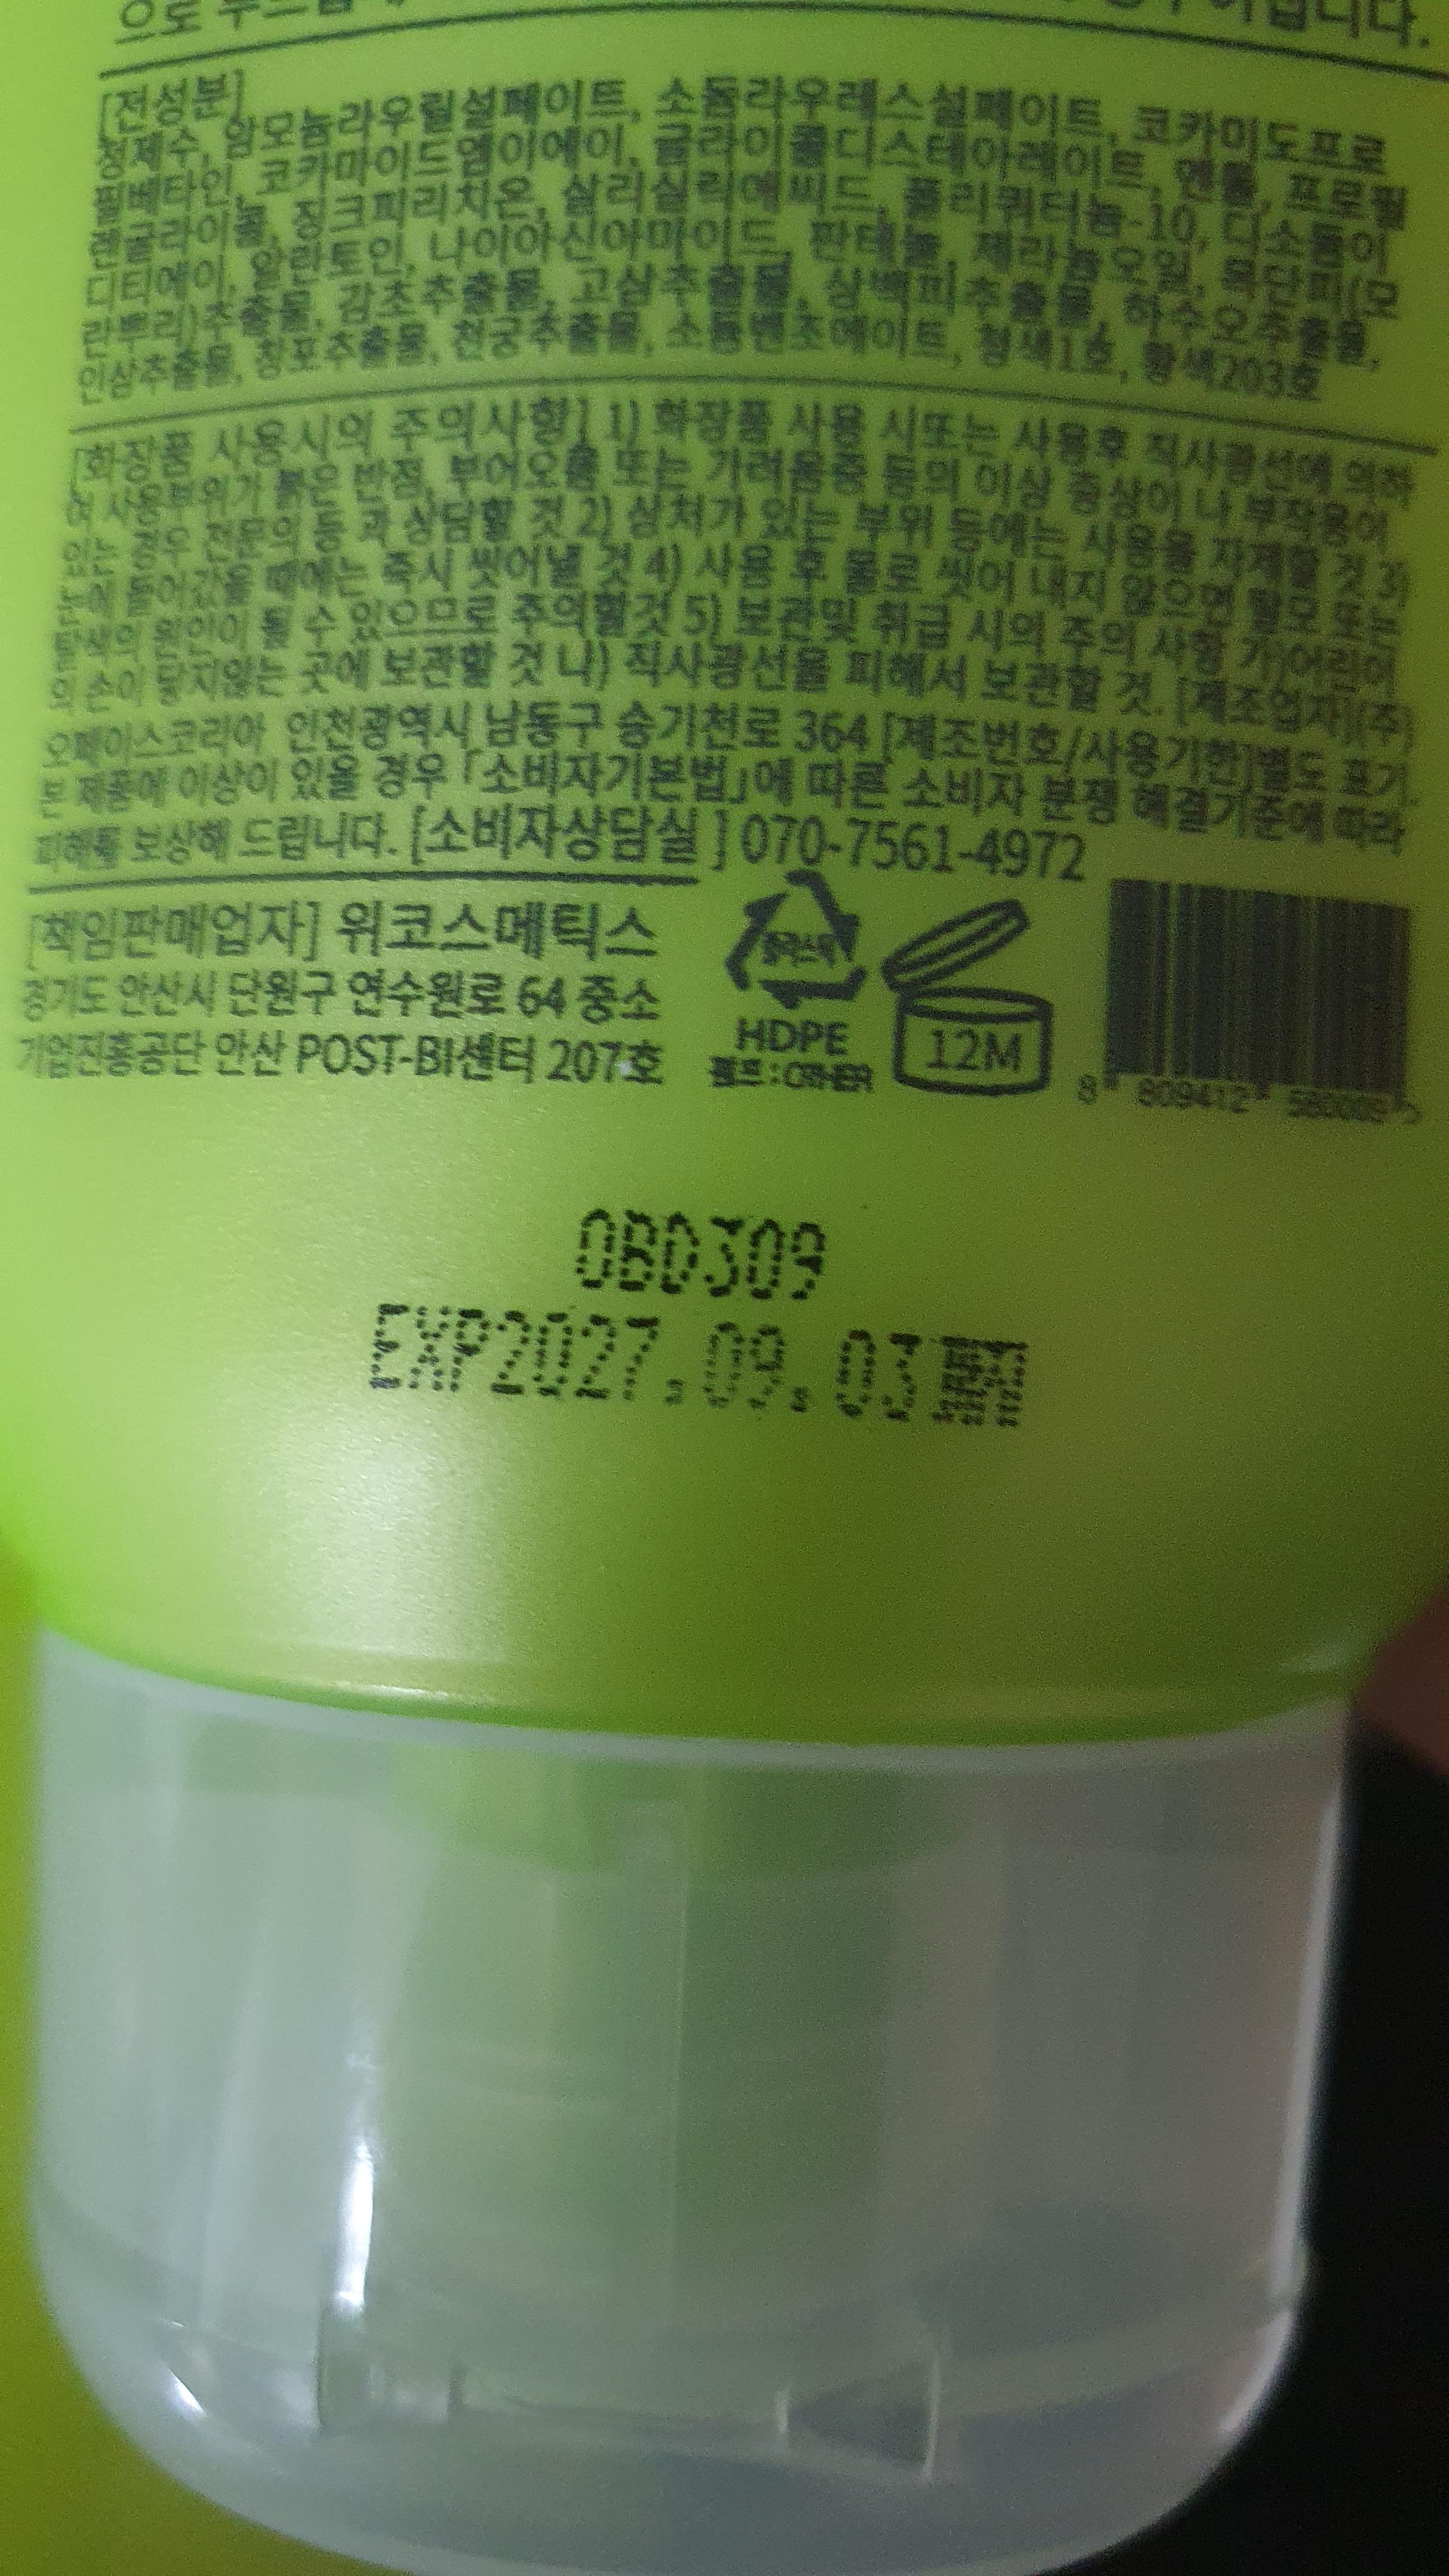 [전성분]
정제수, 암모늄라우릴설페이트, 소듐라우레스설페이트, 코카미도프로
필베타인, 코카마이드엠이에이, 글라이콜디스테아레이트, 멘톨, 프로필
렌글라이콜, 징크피리치온, 살리실릭애씨드, 폴리쿼터늄-10, 디소듐이
디티에이, 알란토인, 나이아신아마이드, 판테놀, 제라늄오일, 목단피(모
란뿌리)추출물, 감초추출물, 고삼추출물, 상백피추출물, 하수오추출물,
인삼추출물, 창포추출물, 천궁추출물, 소듐벤조에이트, 청색1호, 황색203호
[화장품 사용시의 주의사항] 1) 화장품 사용 시또는 사용후 직사광선에 의하
여 사용부위가 붉은 반점, 부어오름 또는 가려움증 등의 이상 증상이 나 부작용이
있는 경우 전문의 등 과 상담할 것 2) 상처가 있는 부위 등에는 사용을 자제할 것 3)
눈에 들어갔을 때에는 즉시 씻어낼 것 4) 사용 후 물로 씻어 내지 않으면 탈모 또는
탈색의 원인이 될 수 있으므로 주의할것 5) 보관및 취급 시의 주의 사항 가)어린이
의 손이 닿지않는 곳에 보관할 것 나) 직사광선을 피해서 보관할 것. [제조업자](주)
오페이스코리아 인천광역시 남동구 승기천로 364 [제조번호/사용기한]별도 표기.
본 제품에 이상이 있을 경우 「소비자기본법」에 따른 소비자 분쟁 해결기준에 따라
피해를 보상해 드립니다. [소비자상담실 ] 070-7561-4972
[책임판매업자] 위코스메틱스
경기도 안산시 단원구 연수원로 64 중소
기업진흥공단 안산 POST-BI센터 207호
플라스틱
HDPE
펌프:OTHER
12M
8 809412
OBD309
EXP2027.09.03까지